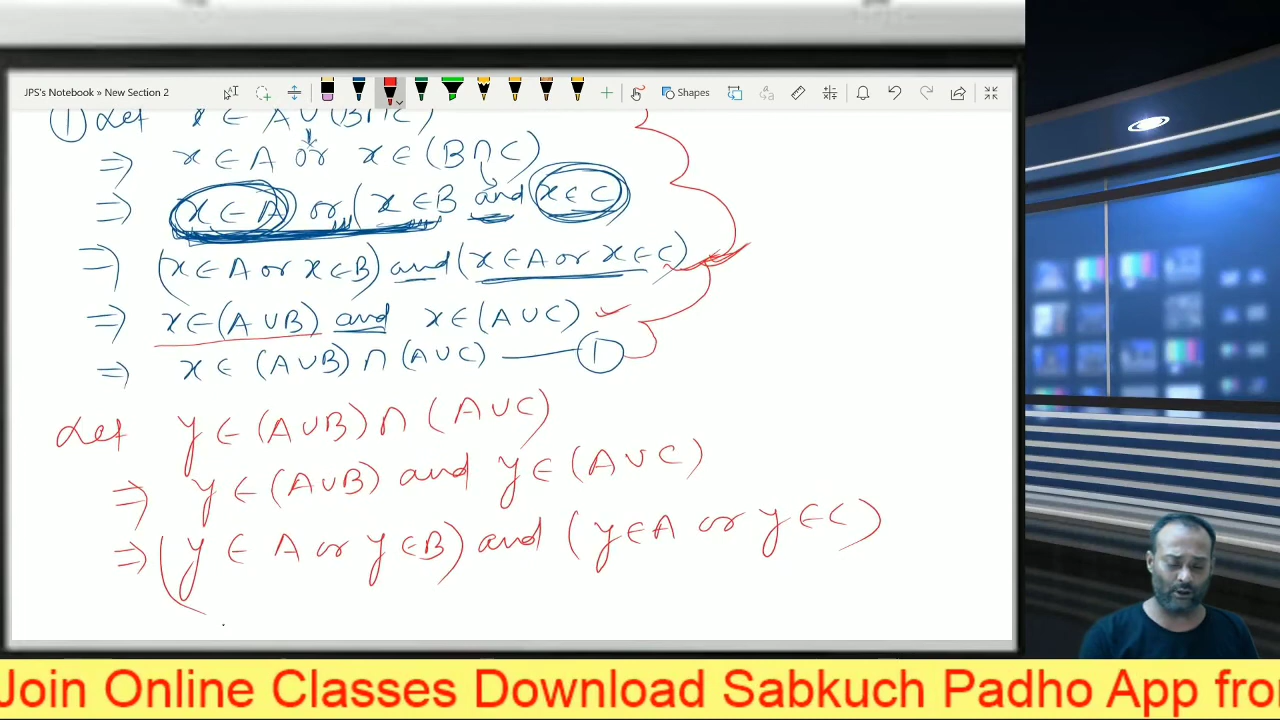 JPS's Notebook » New Section 2
Shapes
① Let x ∈ A ∪ (B ∩ C)
⇒ x ∈ A or x ∈ (B ∩ C)
⇒ x ∈ A or (x ∈ B and x ∈ C
⇒ (x ∈ A or x ∈ B) and (x ∈ A or x ∈ C)
⇒ x ∈ (A ∪ B) and x ∈ (A ∪ C)
⇒ x ∈ (A ∪ B) ∩ (A ∪ C) — ①
Let y ∈ (A ∪ B) ∩ (A ∪ C)
⇒ y ∈ (A ∪ B) and y ∈ (A ∪ C)
⇒ (y ∈ A or y ∈ B) and (y ∈ A or y ∈ C)
Join Online Classes Download Sabkuch Padho App from